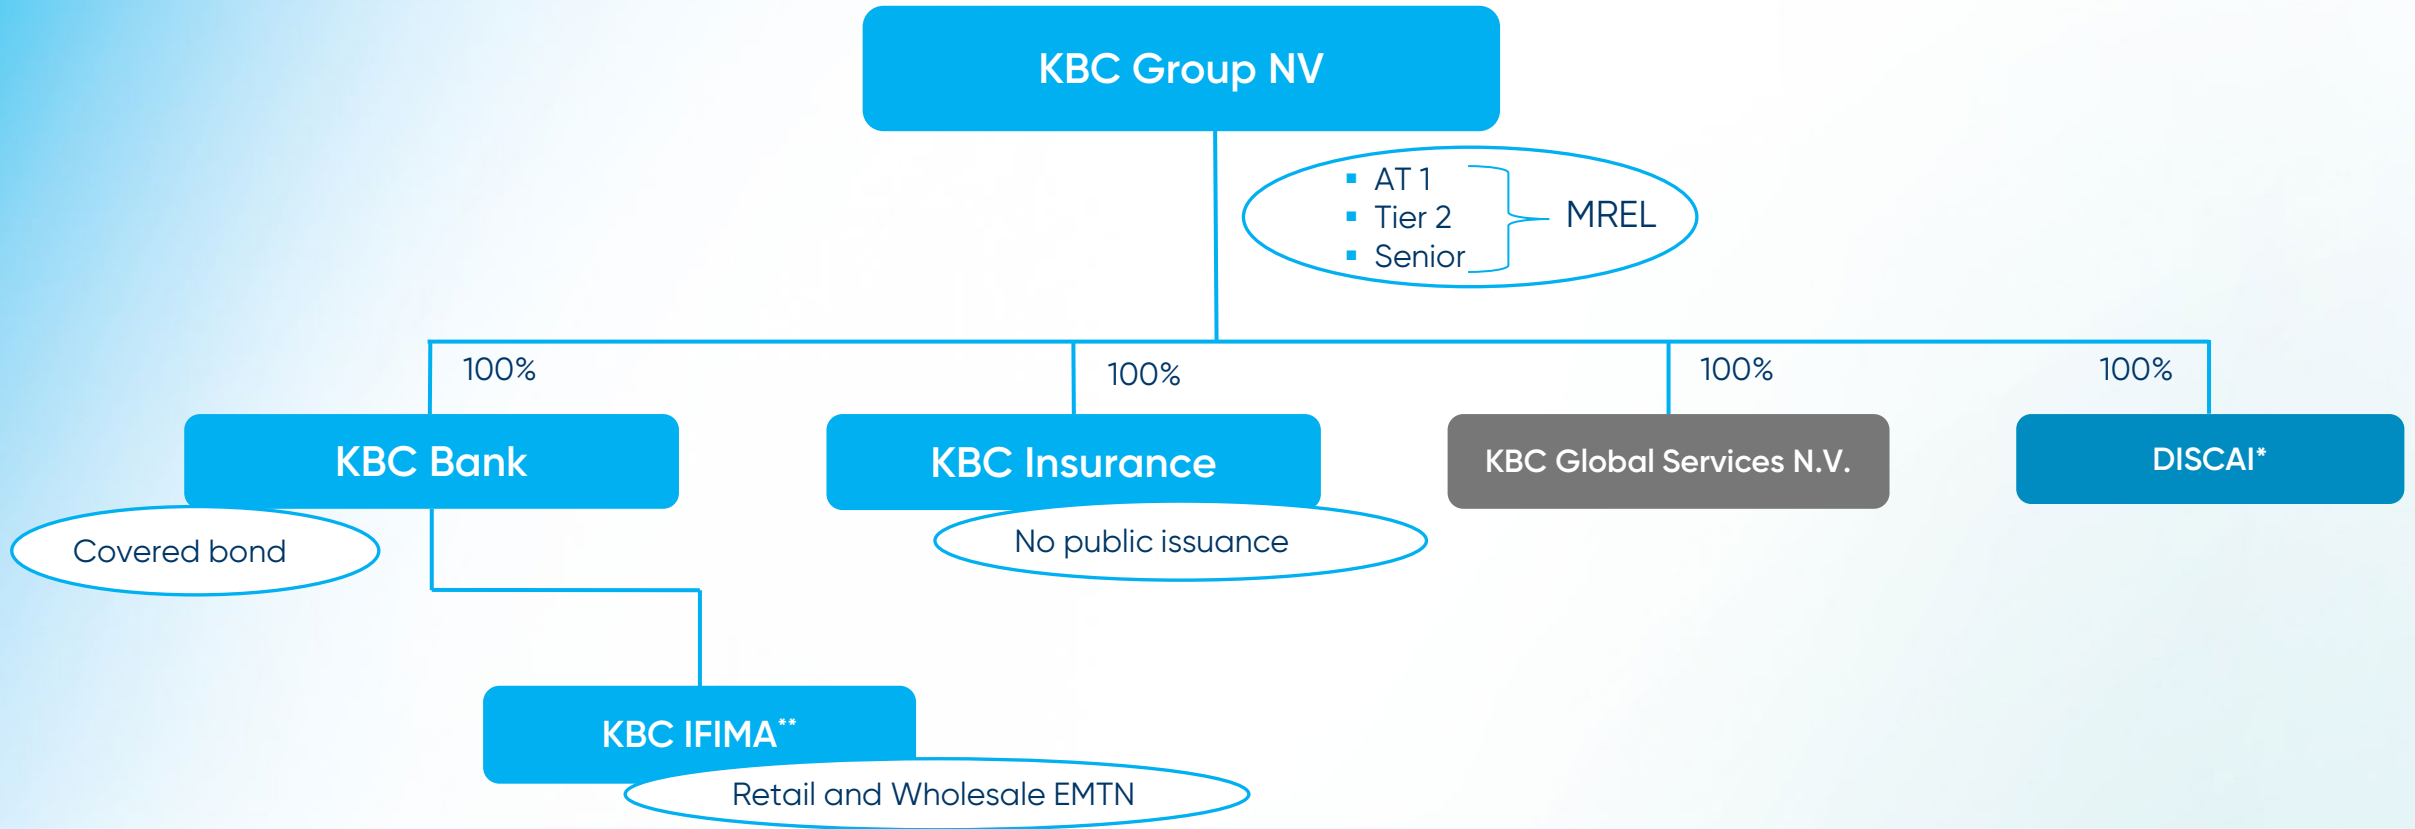 KBC Group NV
▪ AT 1
▪ Tier 2
▪ Senior
MREL
100%
100%
100%
100%
KBC Bank
KBC Insurance
KBC Global Services N.V.
DISCAI*
Covered bond
No public issuance
KBC IFIMA**
Retail and Wholesale EMTN